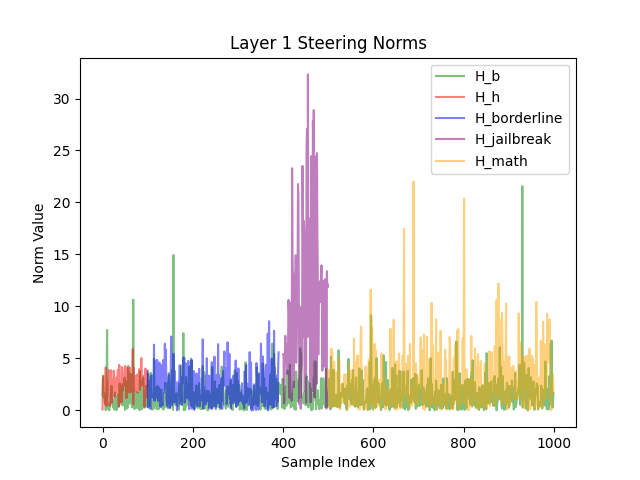 Layer 1 Steering Norms
Norm Value
30
25
20
15
10
5
0
H_b
H_h
H_borderline
H_jailbreak
H_math
0 200 400 600 800 1000
Sample Index